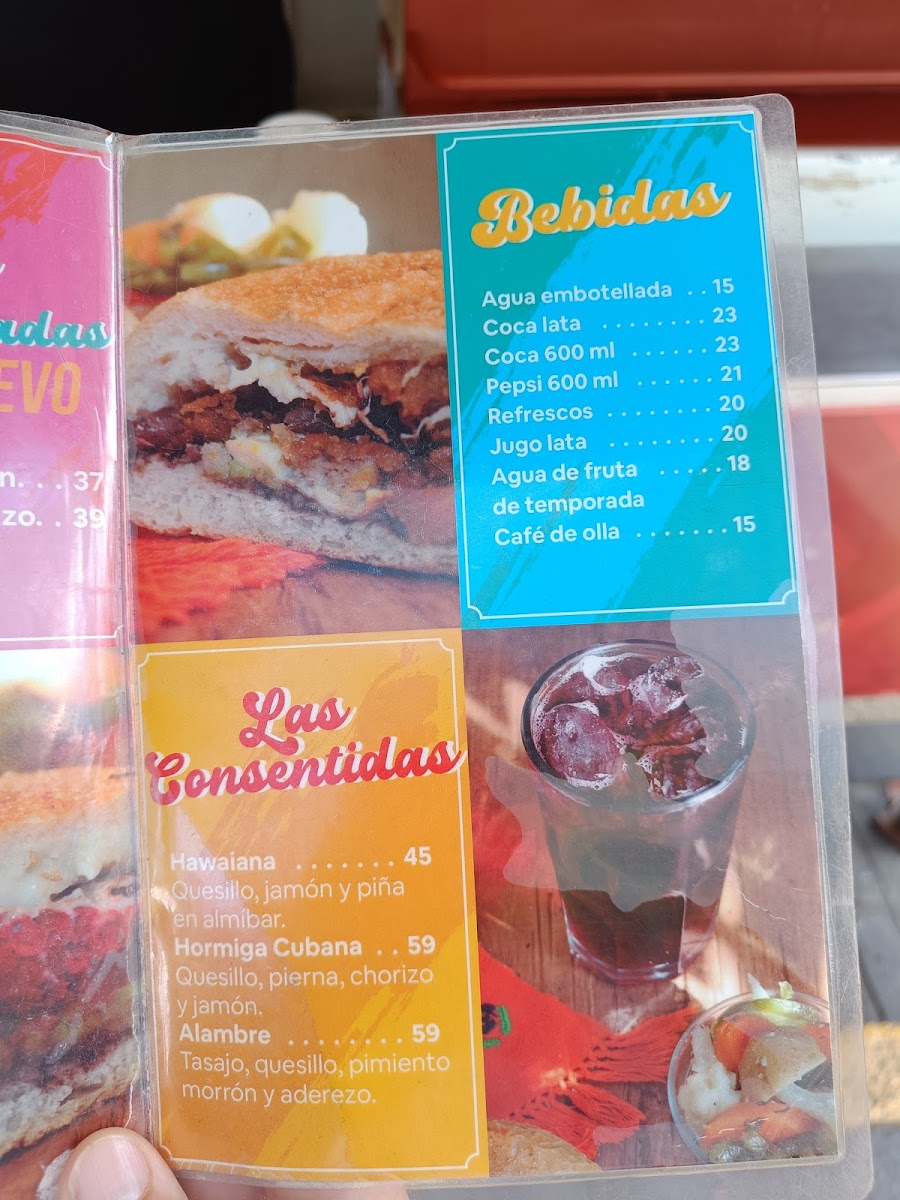 adas
EVO
n. . . 37
zo. . 39
Bebidas
Agua embotellada . . 15
Coca lata . . . . . . . . 23
Coca 600 ml . . . . . . 23
Pepsi 600 ml . . . . . . 21
Refrescos . . . . . . . . 20
Jugo lata . . . . . . . . 20
Agua de fruta . . . . . 18
de temporada
Café de olla . . . . . . . 15
Las
Consentidas
Hawaiana . . . . . . . 45
Quesillo, jamón y piña
en almíbar.
Hormiga Cubana . . 59
Quesillo, pierna, chorizo
y jamón.
Alambre . . . . . . . . 59
Tasajo, quesillo, pimiento
morrón y aderezo.